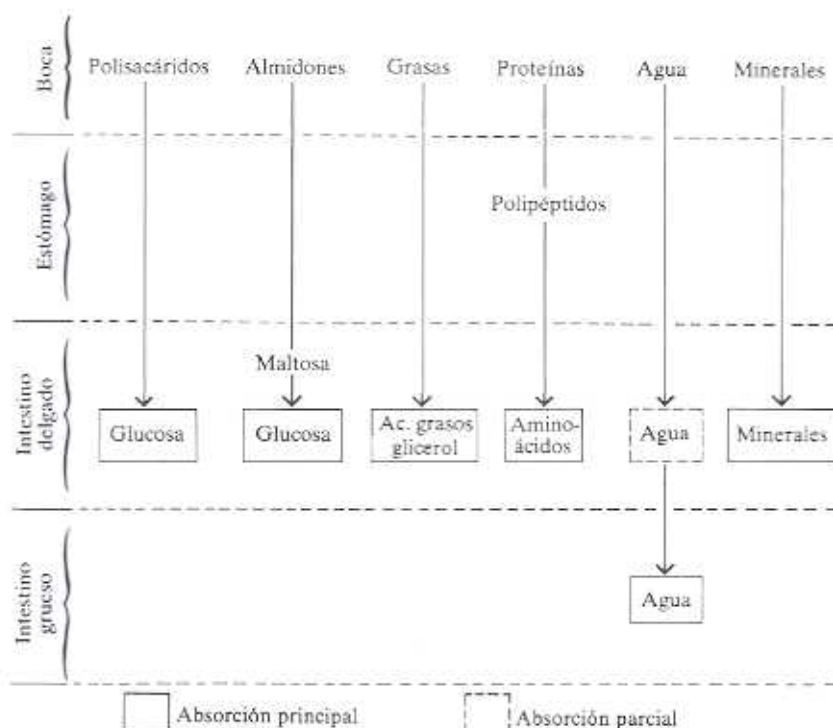 Boca
Polisacáridos Almidones Grasas Proteínas Agua Minerales
Estómago
Polipéptidos
Intestino
delgado
Maltosa
Glucosa Glucosa Ac. grasos
glicerol Amino-
ácidos Agua Minerales
Intestino
grueso
Agua
Absorción principal Absorción parcial